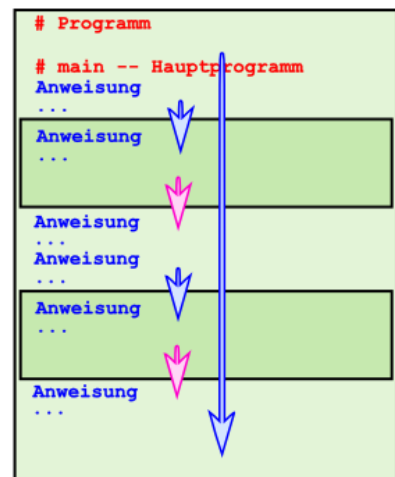 # Programm
# main -- Hauptprogramm
Anweisung
...
Anweisung
...
Anweisung
...
Anweisung
...
Anweisung
...
Anweisung
...